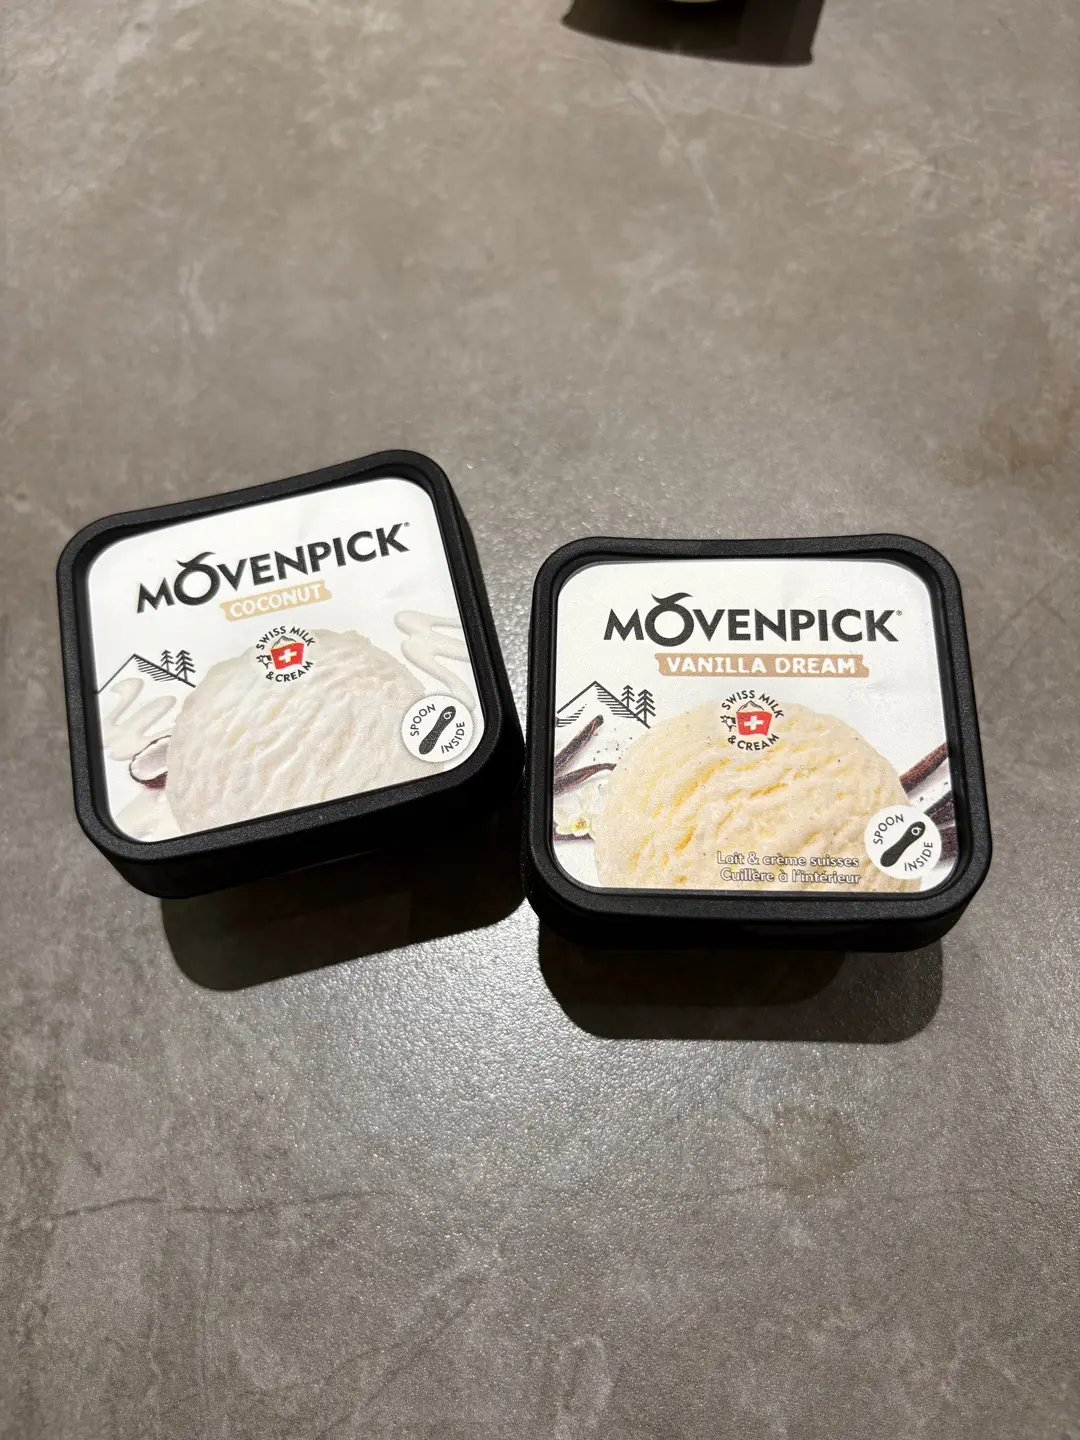 MÖVENPICK®
COCONUT
SWISS MILK
& CREAM
SPOON
INSIDE
MÖVENPICK®
VANILLA DREAM
SWISS MILK
& CREAM
SPOON
INSIDE
Lait & crème suisses
Cuillère à l'intérieur